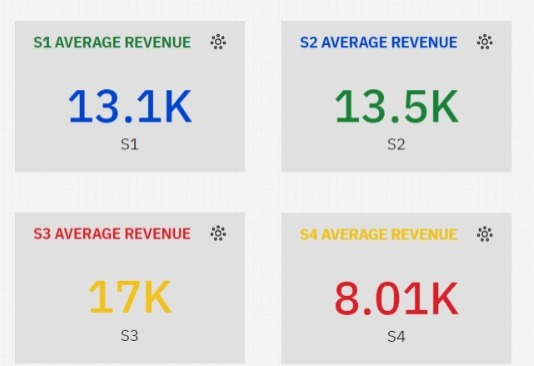 S1 AVERAGE REVENUE
13.1K
S1
S2 AVERAGE REVENUE
13.5K
S2
S3 AVERAGE REVENUE
17K
S3
S4 AVERAGE REVENUE
8.01K
S4